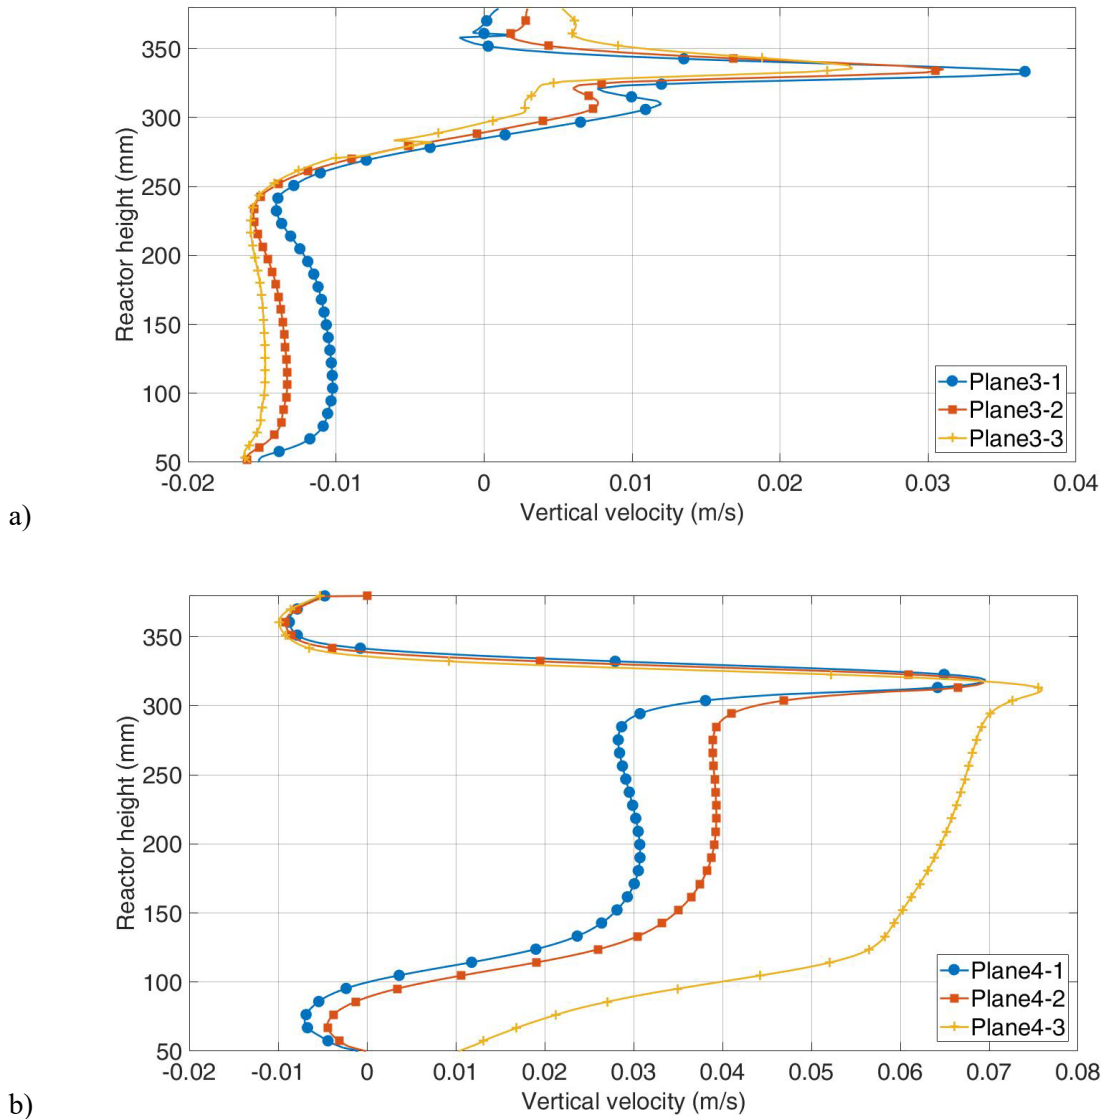 350
300
250
200
150
100
50
Reactor height (mm)
-0.02 -0.01 0 0.01 0.02 0.03 0.04
Vertical velocity (m/s)
Plane3-1
Plane3-2
Plane3-3
a)
350
300
250
200
150
100
50
Reactor height (mm)
-0.02 -0.01 0 0.01 0.02 0.03 0.04 0.05 0.06 0.07 0.08
Vertical velocity (m/s)
Plane4-1
Plane4-2
Plane4-3
b)